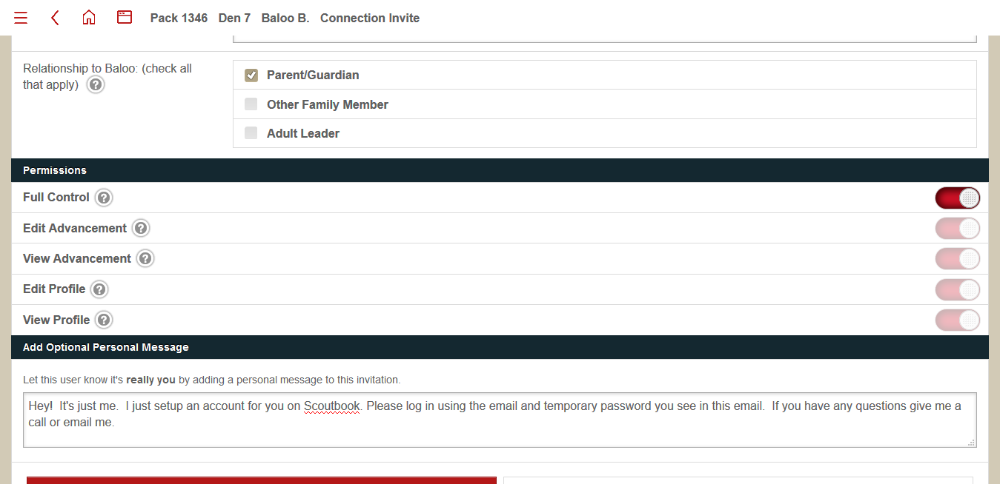 Pack 1346 Den 7 Baloo B. Connection Invite
Relationship to Baloo: (check all
that apply) ?
Parent/Guardian
Other Family Member
Adult Leader
Permissions
Full Control ?
Edit Advancement ?
View Advancement ?
Edit Profile ?
View Profile ?
Add Optional Personal Message
Let this user know it's really you by adding a personal message to this invitation.
Hey!  It's just me.  I just setup an account for you on Scoutbook. Please log in using the email and temporary password you see in this email.  If you have any questions give me a
call or email me.